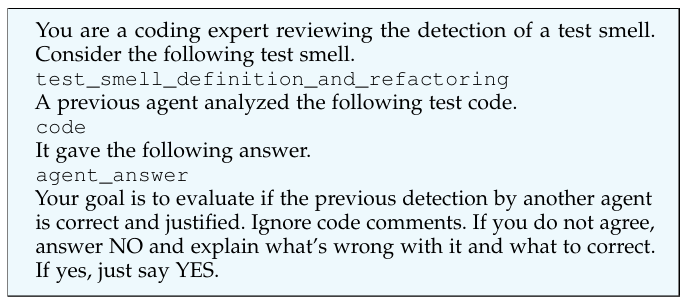 You are a coding expert reviewing the detection of a test smell.
Consider the following test smell.
test_smell_definition_and_refactoring
A previous agent analyzed the following test code.
code
It gave the following answer.
agent_answer
Your goal is to evaluate if the previous detection by another agent
is correct and justified. Ignore code comments. If you do not agree,
answer NO and explain what's wrong with it and what to correct.
If yes, just say YES.